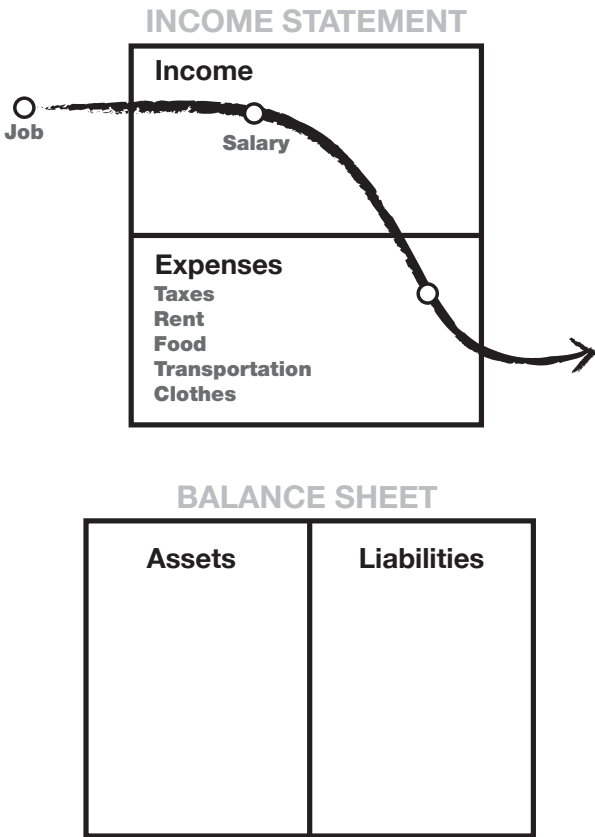 INCOME STATEMENT
Income
Job
Salary
Expenses
Taxes
Rent
Food
Transportation
Clothes
BALANCE SHEET
Assets
Liabilities